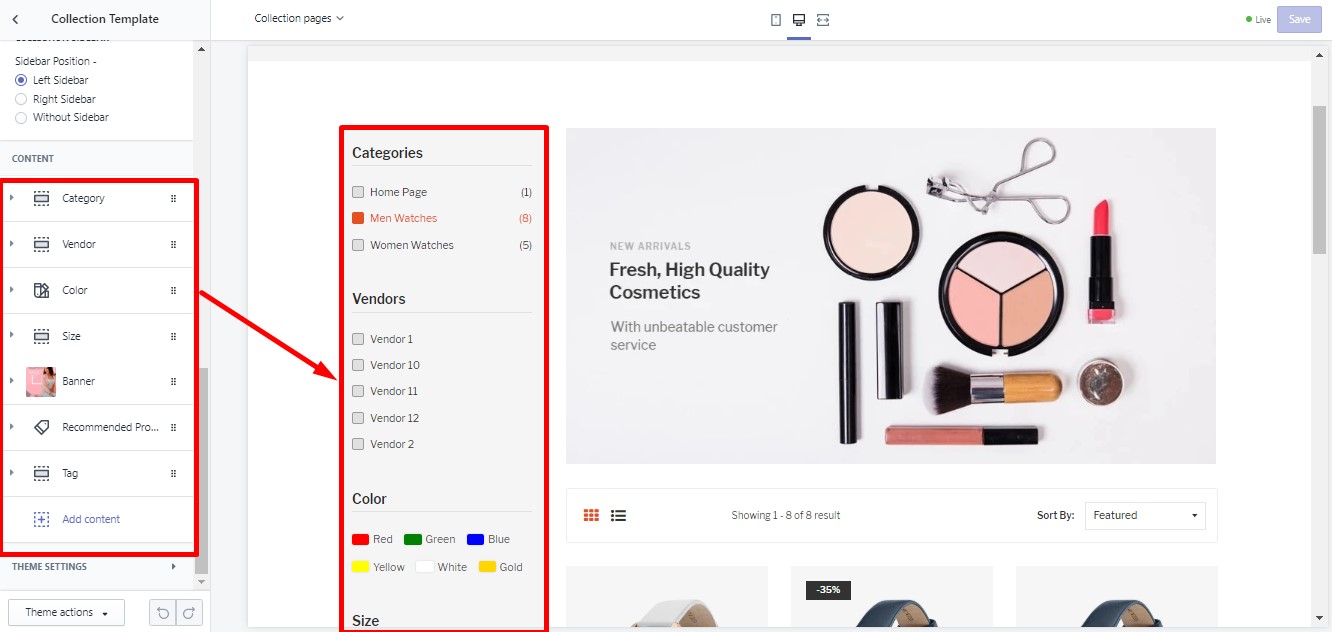 Collection Template
Sidebar Position -
Left Sidebar
Right Sidebar
Without Sidebar
CONTENT
Category
Vendor
Color
Size
Banner
Recommended Pro...
Tag
Add content
THEME SETTINGS
Theme actions
Collection pages
Live
Save
Categories
Home Page (1)
Men Watches (8)
Women Watches (5)
Vendors
Vendor 1
Vendor 10
Vendor 11
Vendor 12
Vendor 2
Color
Red Green Blue
Yellow White Gold
Size
NEW ARRIVALS
Fresh, High Quality
Cosmetics
With unbeatable customer
service
Showing 1 - 8 of 8 result
Sort By: Featured
-35%